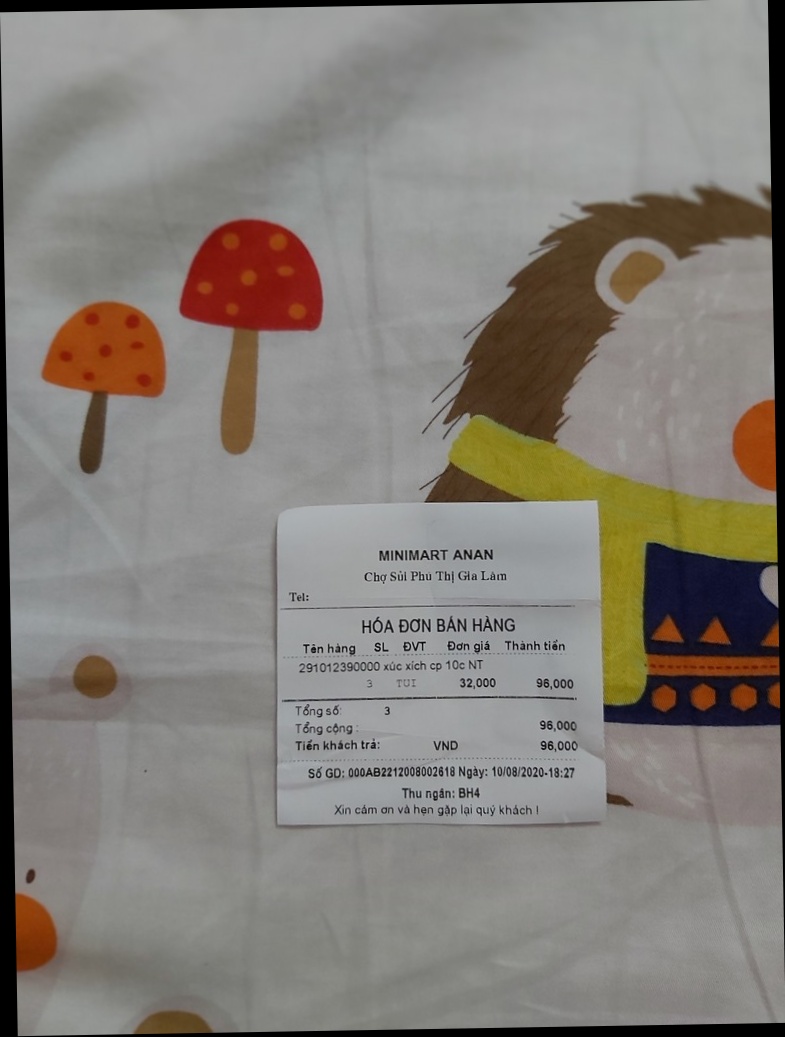 MINIMART ANAN
Chợ Sủi Phú Thị Gia Lâm
Tel:
HÓA ĐƠN BÁN HÀNG
Tên hàng SL ĐVT Đơn giá Thành tiền
291012390000 xúc xích cp 10c NT
3 TUI 32,000 96,000
Tổng số: 3
Tổng cộng : 96,000
Tiền khách trả: VND 96,000
Số GD: 000AB2212008002618 Ngày: 10/08/2020-18:27
Thu ngân: BH4
Xin cảm ơn và hẹn gặp lại quý khách !